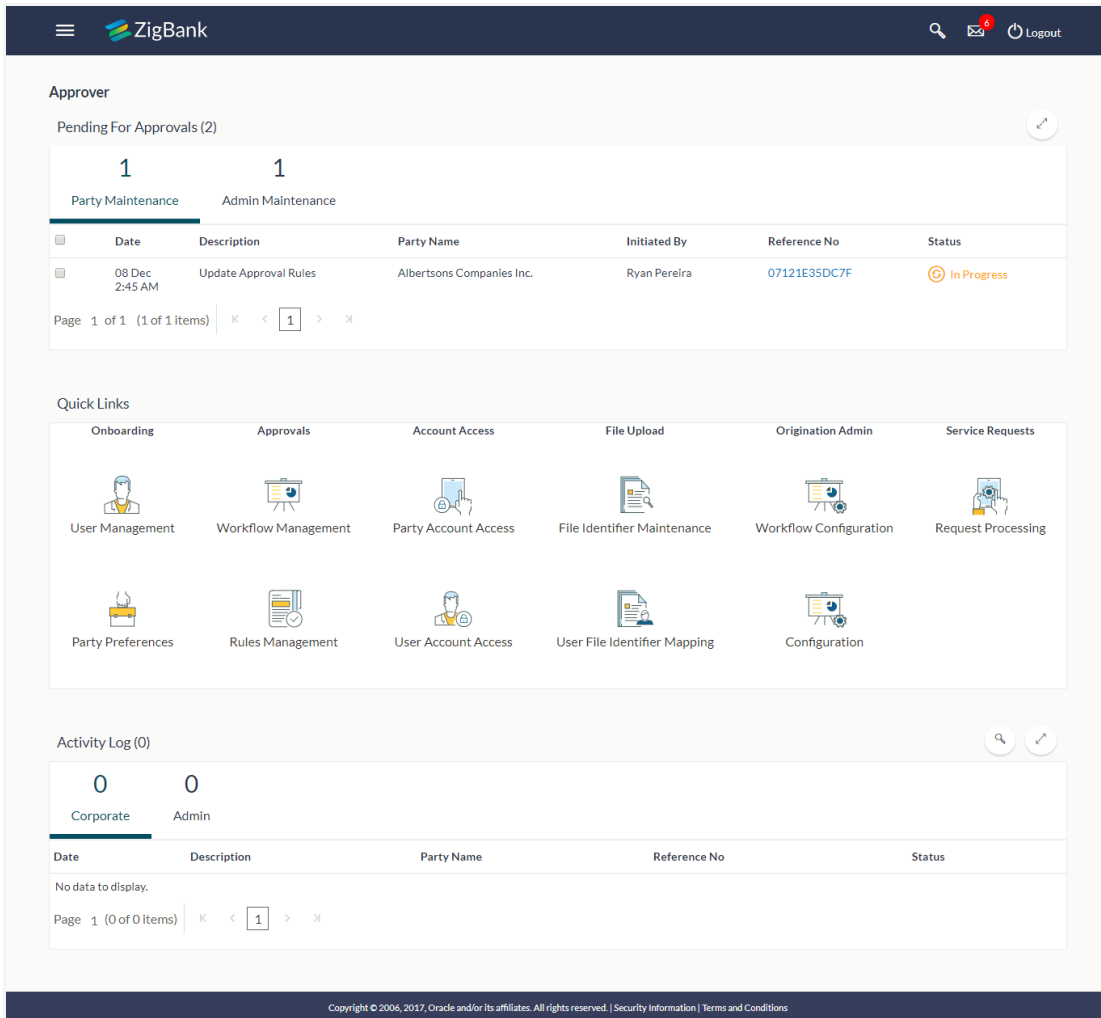 ZigBank
6
Logout
Approver
Pending For Approvals (2)
1 1
Party Maintenance Admin Maintenance
Date Description Party Name Initiated By Reference No Status
08 Dec Update Approval Rules Albertsons Companies Inc. Ryan Pereira 07121E35DC7F In Progress
2:45 AM
Page 1 of 1 (1 of 1 items) 1
Quick Links
Onboarding Approvals Account Access File Upload Origination Admin Service Requests
User Management Workflow Management Party Account Access File Identifier Maintenance Workflow Configuration Request Processing
Party Preferences Rules Management User Account Access User File Identifier Mapping Configuration
Activity Log (0)
0 0
Corporate Admin
Date Description Party Name Reference No Status
No data to display.
Page 1 (0 of 0 items) 1
Copyright © 2006, 2017, Oracle and/or its affiliates. All rights reserved. | Security Information | Terms and Conditions